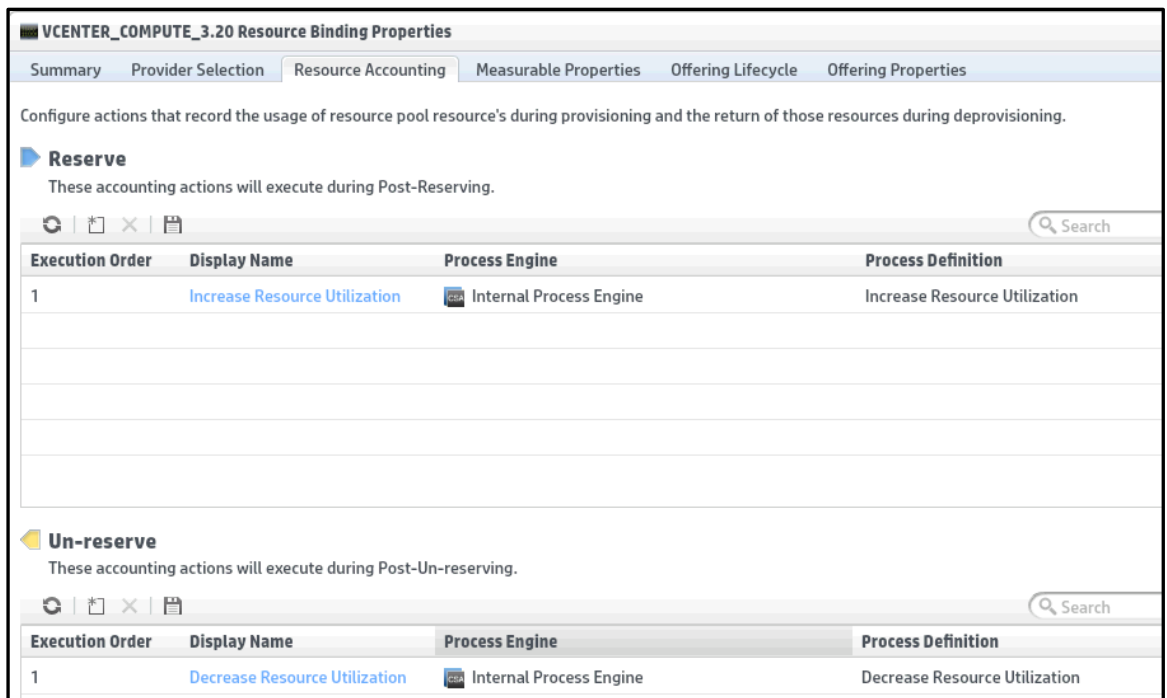 VCENTER_COMPUTE_3.20 Resource Binding Properties
Summary Provider Selection Resource Accounting Measurable Properties Offering Lifecycle Offering Properties
Configure actions that record the usage of resource pool resource's during provisioning and the return of those resources during deprovisioning.
Reserve
These accounting actions will execute during Post-Reserving.
Search
Execution Order Display Name Process Engine Process Definition
1 Increase Resource Utilization CSA Internal Process Engine Increase Resource Utilization
Un-reserve
These accounting actions will execute during Post-Un-reserving.
Search
Execution Order Display Name Process Engine Process Definition
1 Decrease Resource Utilization CSA Internal Process Engine Decrease Resource Utilization